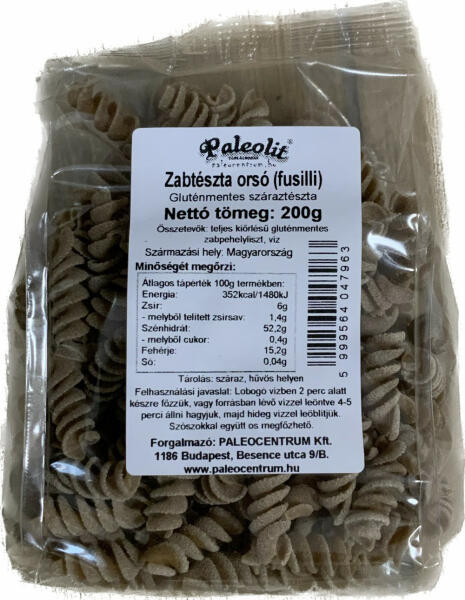 Paleolit®
TÁPLÁLKOZÁS
paleocentrum.hu
Zabtészta orsó (fusilli)
Gluténmentes száraztészta
Nettó tömeg: 200g
Összetevők: teljes kiőrlésű gluténmentes
zabpehelyliszt, víz
Származási hely: Magyarország
Minőségét megőrzi:
Átlagos tápérték 100g termékben:
Energia: 352kcal/1480kJ
Zsír: 6g
- melyből telített zsírsav: 1,4g
Szénhidrát: 52,2g
- melyből cukor: 0,4g
Fehérje: 15,2g
Só: 0,04g
5 999564 047963
Tárolás: száraz, hűvös helyen
Felhasználási javaslat: Lobogó vízben 2 perc alatt
készre főzzük, vagy forrásban lévő vízzel leöntve 4-5
perci állni hagyjuk, majd hideg vízzel leöblítjük.
Szószokkal együtt os megfőzhető.
Forgalmazó: PALEOCENTRUM Kft.
1186 Budapest, Besence utca 9/B.
www.paleocentrum.hu